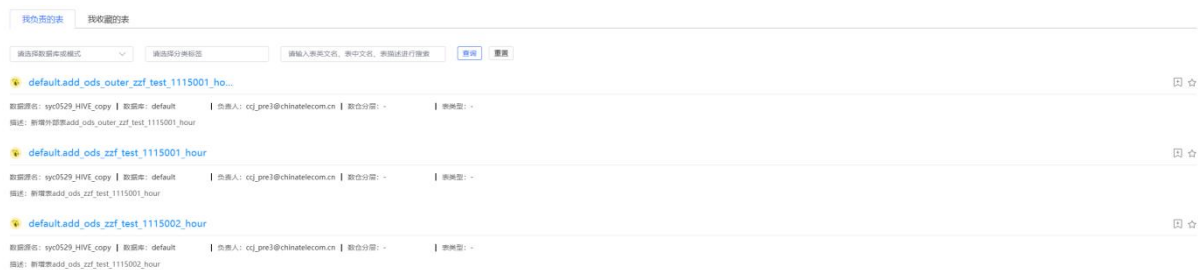 我负责的表 我收藏的表
请选择数据库或模式 请选择分类标签 请输入表英文名、表中文名、表描述进行搜索 查询 重置
default.add_ods_outer_zzf_test_1115001_ho...
数据源名: syc0529_HIVE_copy | 数据库: default | 负责人: ccj_pre3@chinatelecom.cn | 数仓分层: - | 表类型: -
描述: 新增外部表add_ods_outer_zzf_test_1115001_hour
default.add_ods_zzf_test_1115001_hour
数据源名: syc0529_HIVE_copy | 数据库: default | 负责人: ccj_pre3@chinatelecom.cn | 数仓分层: - | 表类型: -
描述: 新增表add_ods_zzf_test_1115001_hour
default.add_ods_zzf_test_1115002_hour
数据源名: syc0529_HIVE_copy | 数据库: default | 负责人: ccj_pre3@chinatelecom.cn | 数仓分层: - | 表类型: -
描述: 新增表add_ods_zzf_test_1115002_hour